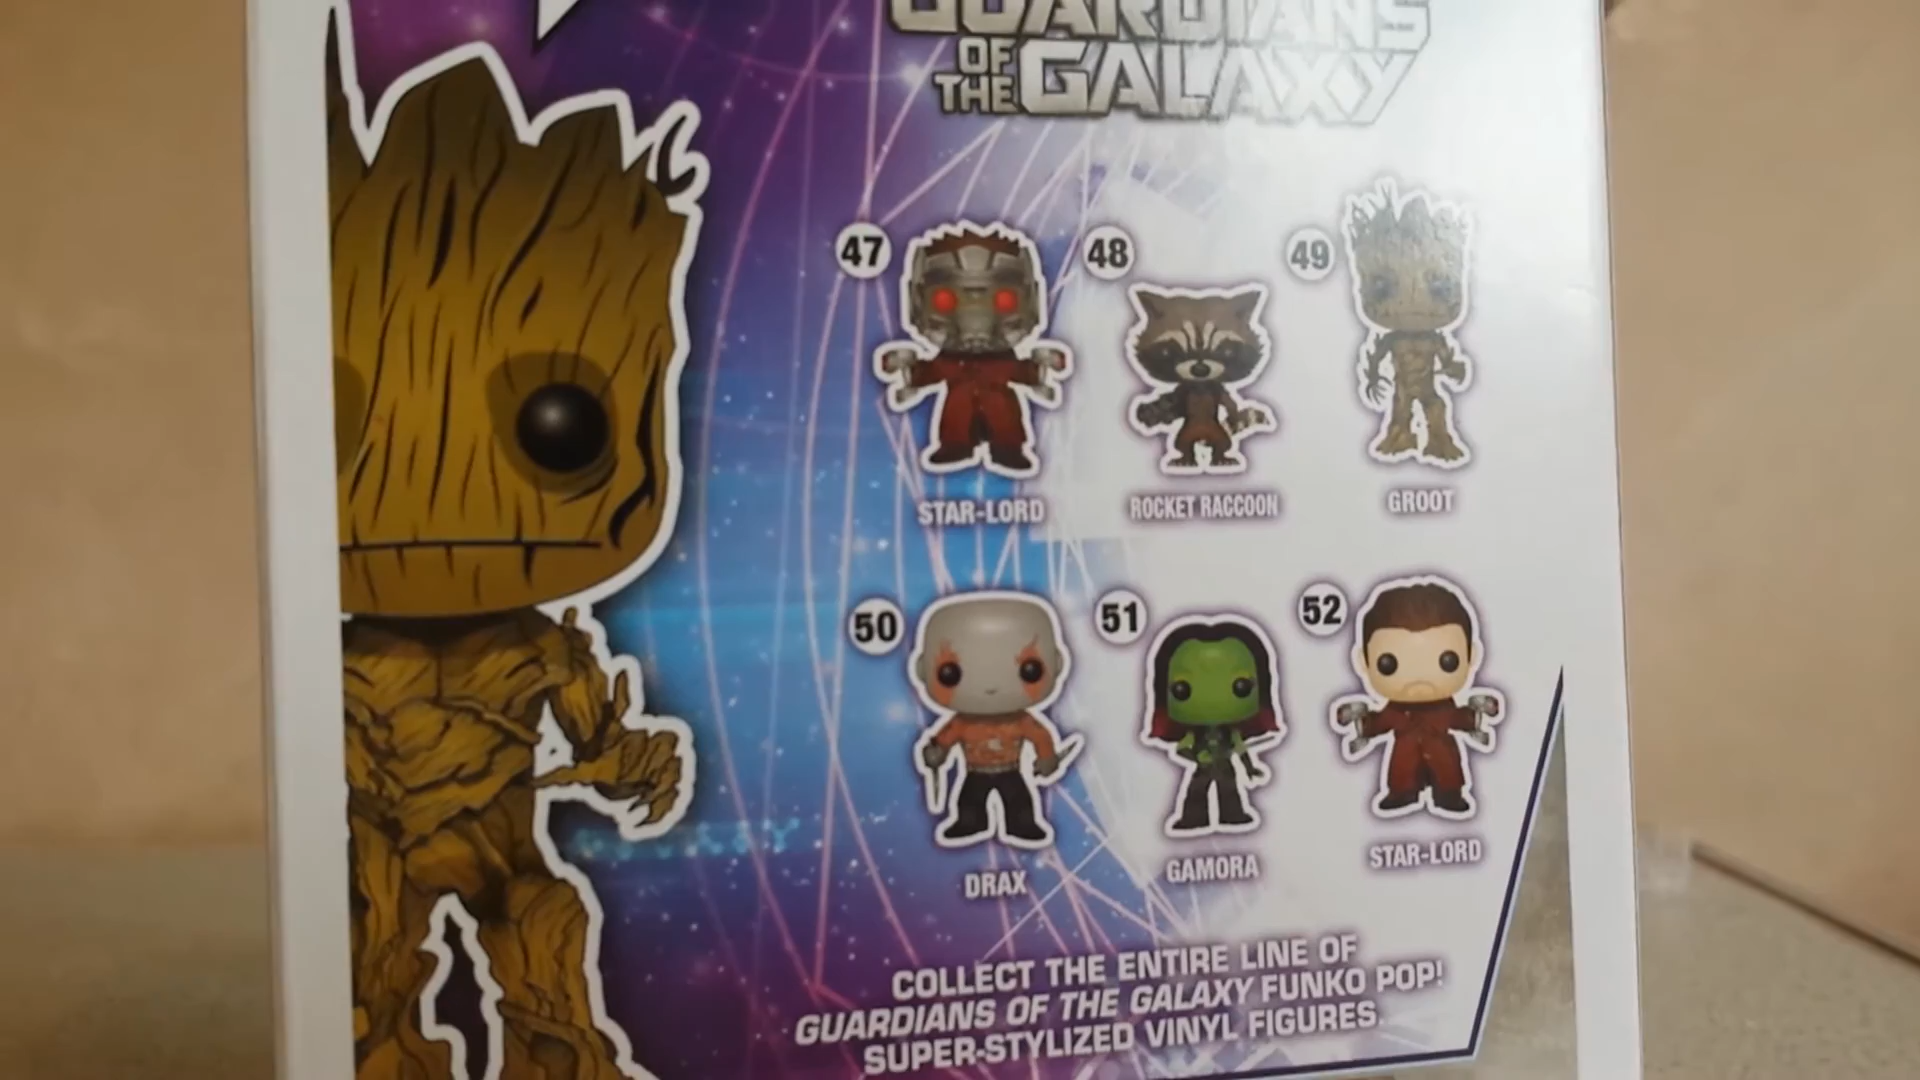 GUARDIANS
OF
THE GALAXY
47
48
49
STAR-LORD
ROCKET RACCOON
GROOT
50
51
52
DRAX
GAMORA
STAR-LORD
COLLECT THE ENTIRE LINE OF
GUARDIANS OF THE GALAXY FUNKO POP!
SUPER-STYLIZED VINYL FIGURES.